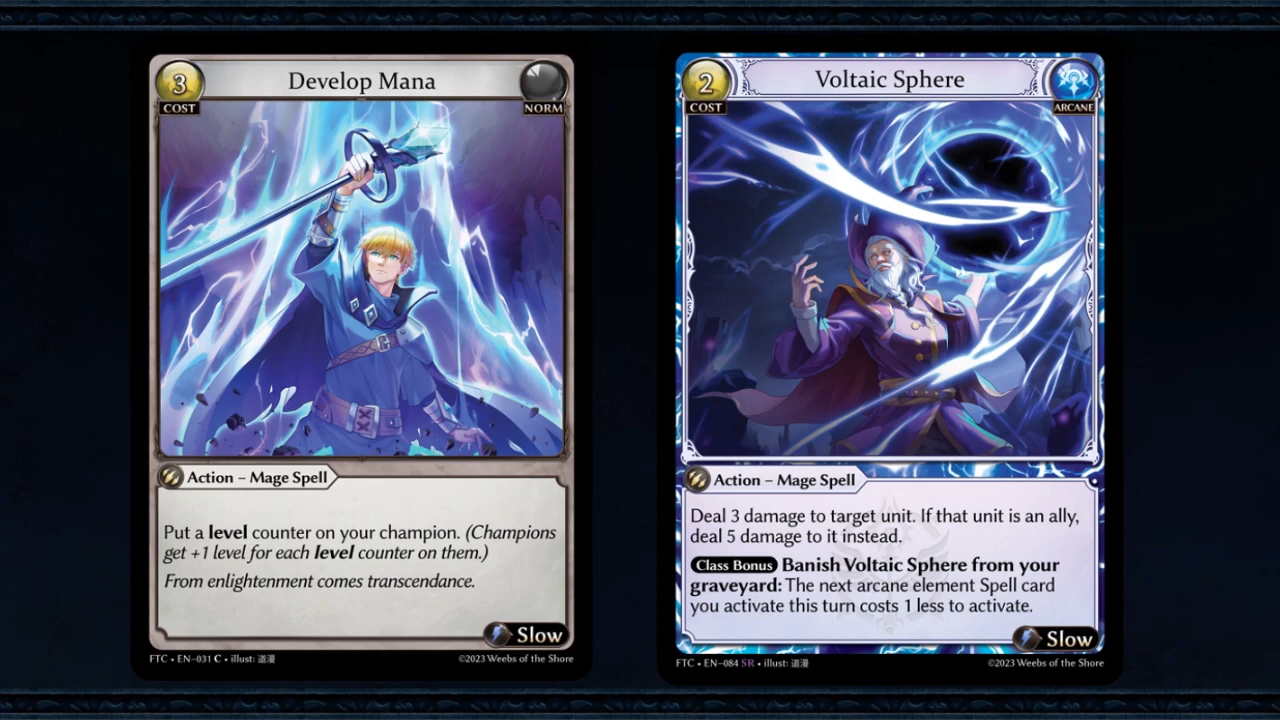 3
COST
Develop Mana
NORM
Action – Mage Spell
Put a level counter on your champion. (Champions
get +1 level for each level counter on them.)
From enlightenment comes transcendance.
Slow
FTC • EN-031 C • illust: 道漫
©2023 Weebs of the Shore
2
COST
Voltaic Sphere
ARCANE
Action – Mage Spell
Deal 3 damage to target unit. If that unit is an ally,
deal 5 damage to it instead.
Class Bonus Banish Voltaic Sphere from your
graveyard: The next arcane element Spell card
you activate this turn costs 1 less to activate.
Slow
FTC • EN-084 SR • illust: 道漫
©2023 Weebs of the Shore